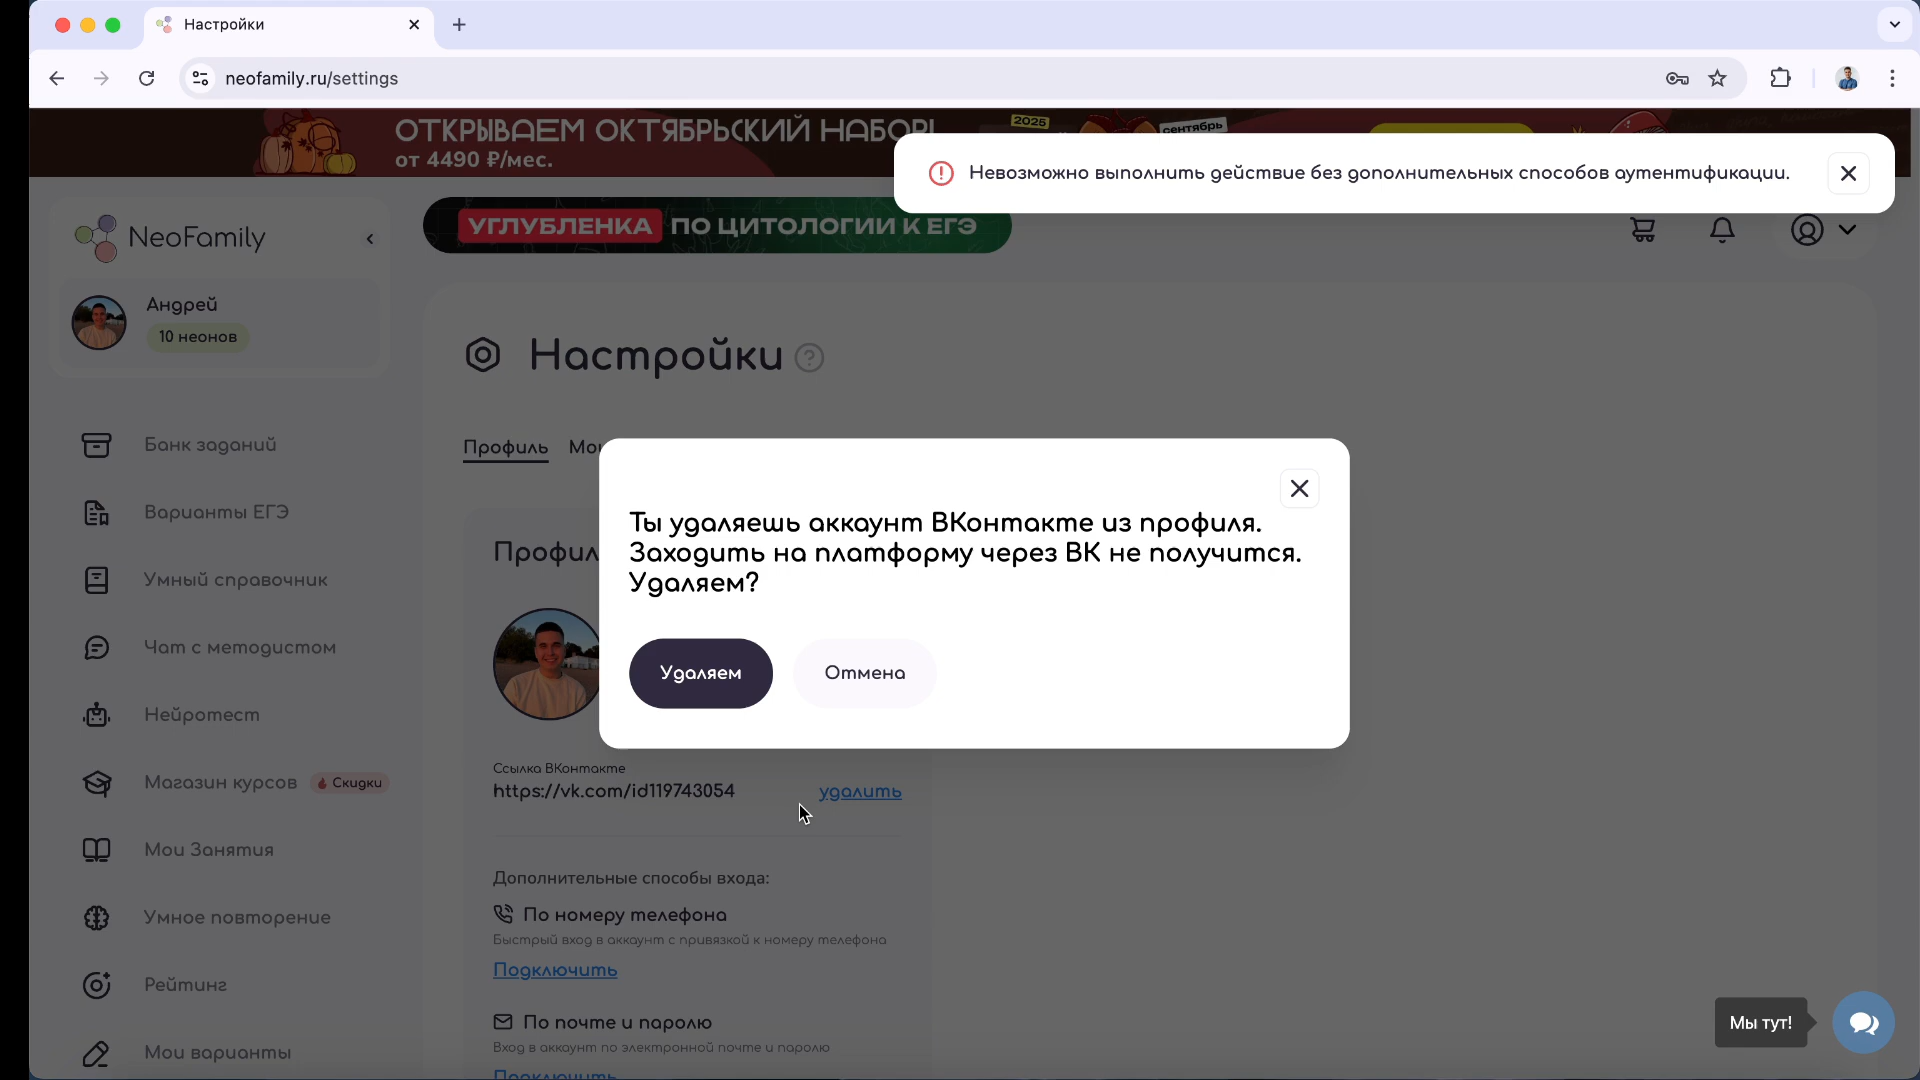 Настройки
neofamily.ru/settings
ОТКРЫВАЕМ ОКТЯБРЬСКИЙ НАБОР!
от 4490 ₽/мес.
2025
сентябрь
Невозможно выполнить действие без дополнительных способов аутентификации.
NeoFamily
УГЛУБЛЕНКА ПО ЦИТОЛОГИИ К ЕГЭ
Андрей
10 неонов
Настройки
Банк заданий
Варианты ЕГЭ
Умный справочник
Чат с методистом
Нейротест
Магазин курсов Скидки
Мои Занятия
Умное повторение
Рейтинг
Мои варианты
Профиль
Ты удаляешь аккаунт ВКонтакте из профиля.
Заходить на платформу через ВК не получится.
Удаляем?
Удаляем Отмена
Ссылка ВКонтакте
https://vk.com/id119743054 удалить
Дополнительные способы входа:
По номеру телефона
Быстрый вход в аккаунт с привязкой к номеру телефона
Подключить
По почте и паролю
Вход в аккаунт по электронной почте и паролю
Подключить
Мы тут!